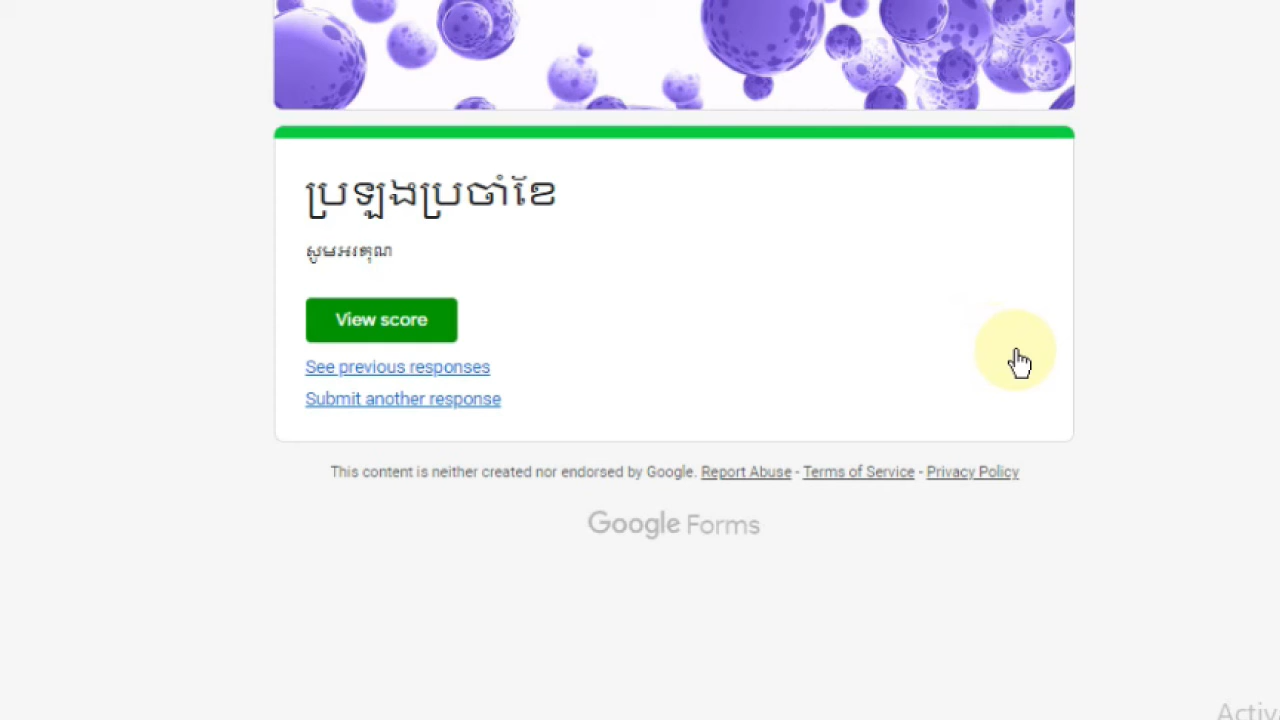 ប្រឡងប្រចាំខែ
សូមអរគុណ
View score
See previous responses
Submit another response
This content is neither created nor endorsed by Google. Report Abuse - Terms of Service - Privacy Policy
Google Forms